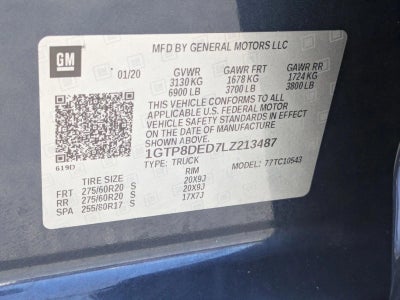 GM
MFD BY GENERAL MOTORS LLC
01/20 GVWR GAWR FRT GAWR RR
3130 KG 1678 KG 1724 KG
6900 LB 3700 LB 3800 LB
THIS VEHICLE CONFORMS TO ALL
APPLICABLE U.S. FEDERAL MOTOR
VEHICLE SAFETY STANDARDS IN EFFECT
ON THE DATE OF MANUFACTURE
SHOWN ABOVE.
1GTP8DED7LZ213487
619D TYPE: TRUCK MODEL: 77TC10543
TIRE SIZE RIM
FRT 275/60R20 S 20X9J
RR 275/60R20 S 20X9J
SPA 255/80R17 S 17X7J